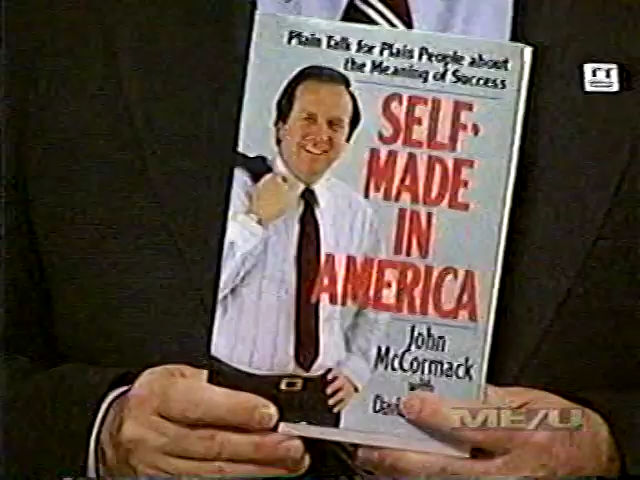 Plain Talk for Plain People about
the Meaning of Success
SELF-
MADE
IN
AMERICA
John
McCormack
with
ME/U